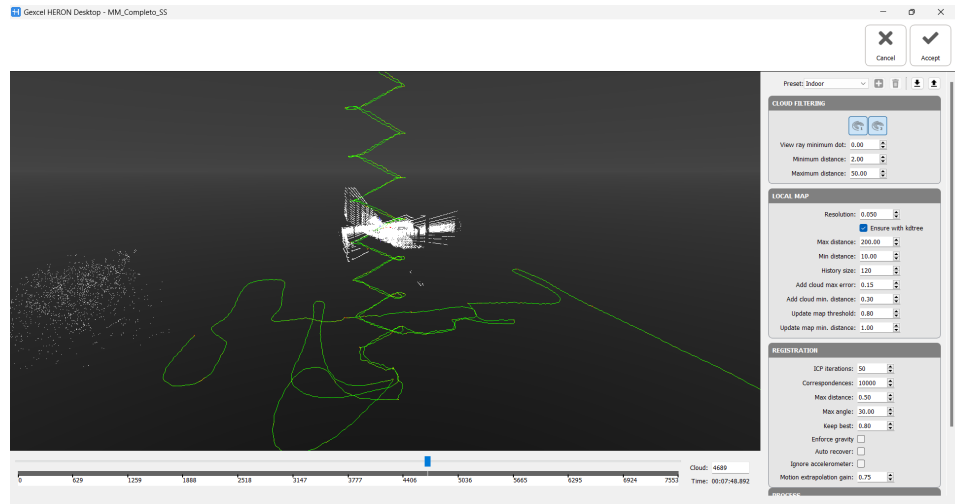 Gexcel HERON Desktop - MM_Completo_SS
Cancel
Accept
Preset: Indoor
CLOUD FILTERING
View ray minimum dot: 0.00
Minimum distance: 2.00
Maximum distance: 50.00
LOCAL MAP
Resolution: 0.050
Ensure with kdtree
Max distance: 200.00
Min distance: 10.00
History size: 120
Add cloud max error: 0.15
Add cloud min. distance: 0.30
Update map threshold: 0.80
Update map min. distance: 1.00
REGISTRATION
ICP iterations: 50
Correspondences: 10000
Max distance: 0.50
Max angle: 30.00
Keep best: 0.80
Enforce gravity
Auto recover:
Ignore accelerometer:
Motion extrapolation gain: 0.75
PROCESS
0 629 1259 1888 2518 3147 3777 4406 5036 5665 6295 6924 7553
Cloud: 4689
Time: 00:07:48.892